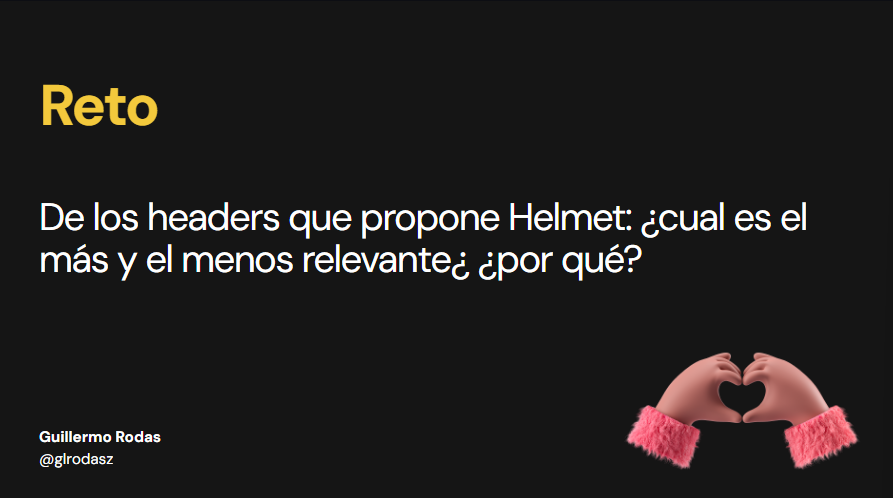 Reto
De los headers que propone Helmet: ¿cual es el
más y el menos relevante¿ ¿por qué?
Guillermo Rodas
@glrodasz